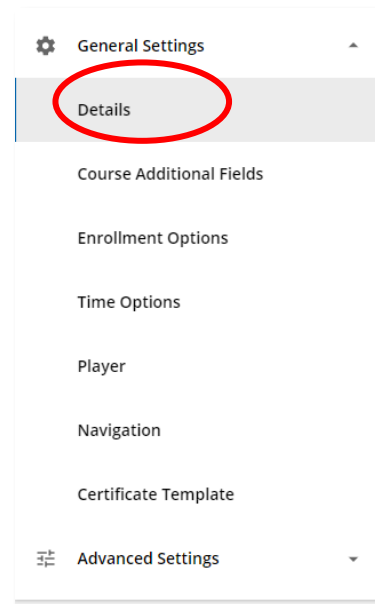 General Settings
Details
Course Additional Fields
Enrollment Options
Time Options
Player
Navigation
Certificate Template
Advanced Settings